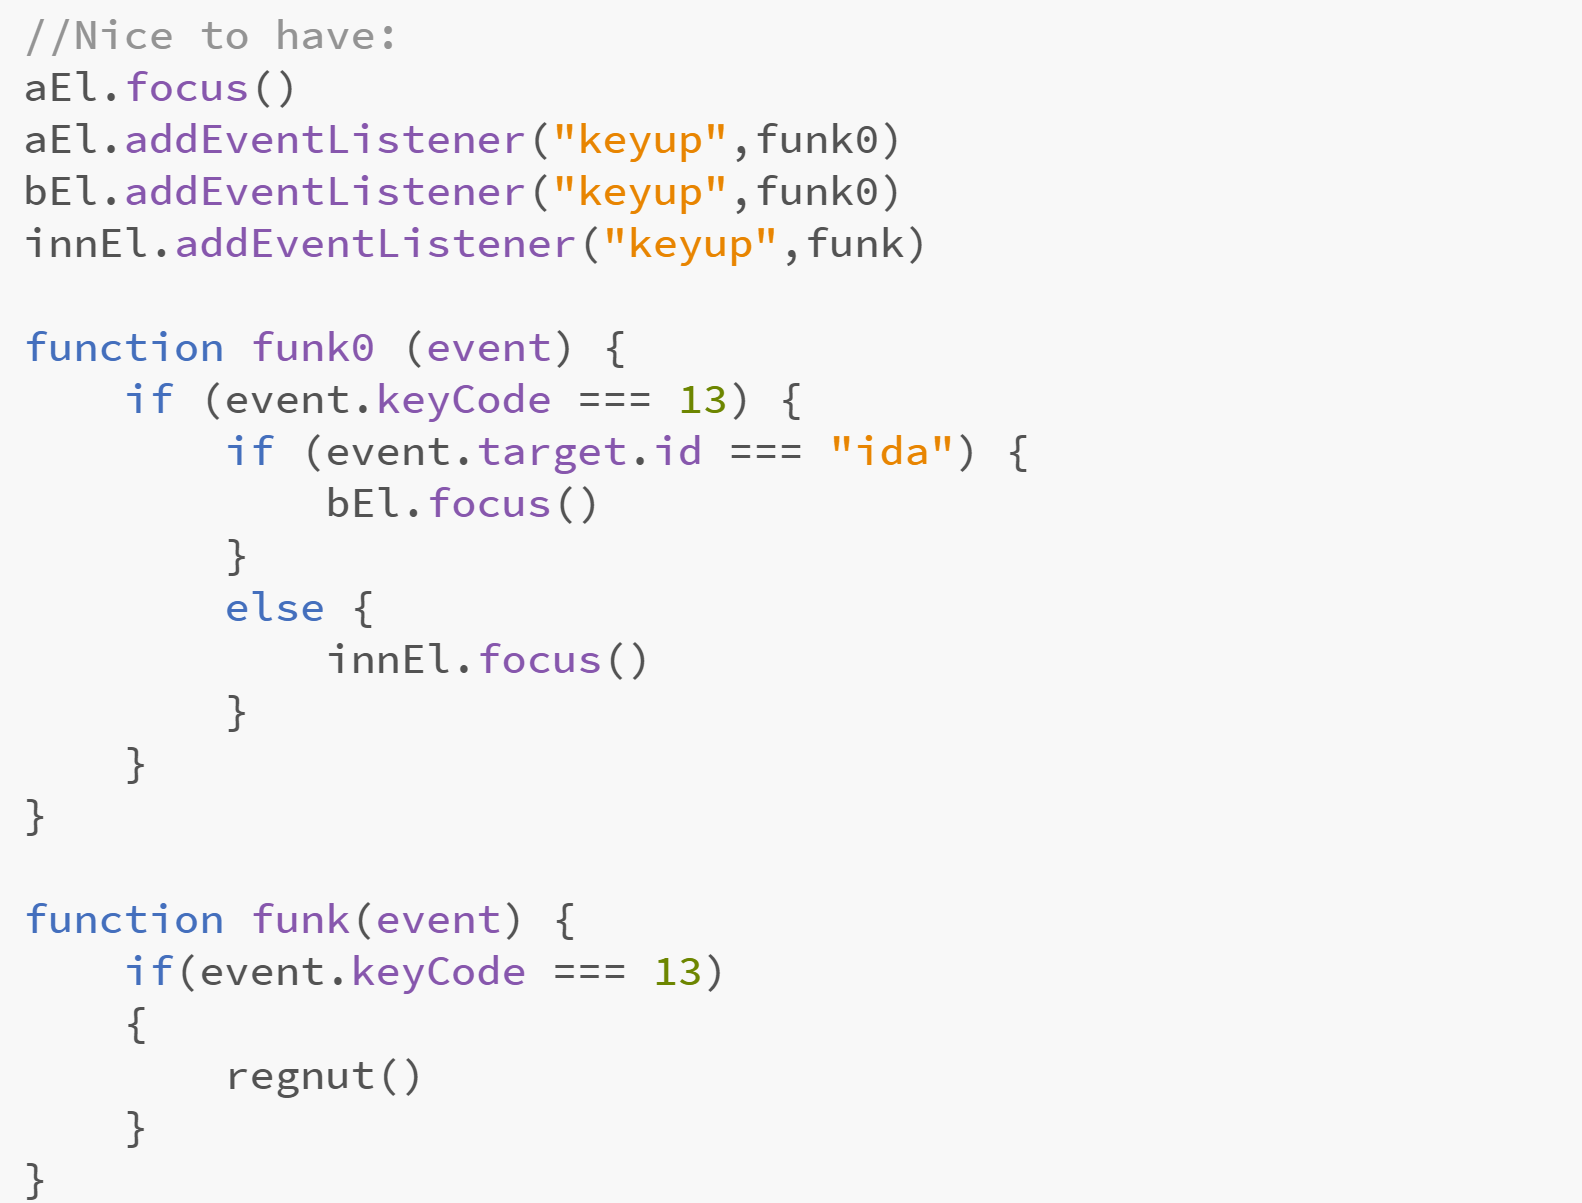 //Nice to have:
aEl.focus()
aEl.addEventListener("keyup",funk0)
bEl.addEventListener("keyup",funk0)
innEl.addEventListener("keyup",funk)

function funk0 (event) {
    if (event.keyCode === 13) {
        if (event.target.id === "ida") {
            bEl.focus()
        }
        else {
            innEl.focus()
        }
    }
}

function funk(event) {
    if(event.keyCode === 13)
    {
        regnut()
    }
}